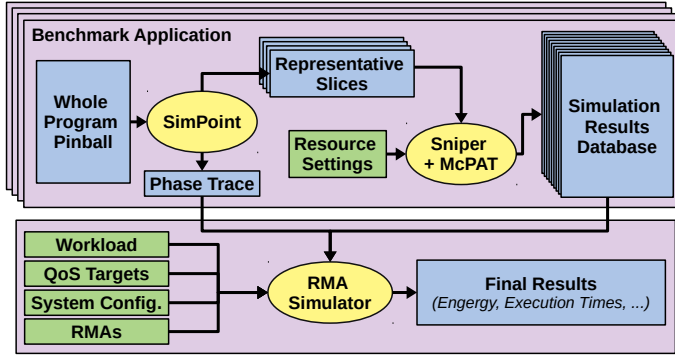 Benchmark Application
Whole
Program
Pinball
SimPoint
Representative
Slices
Phase Trace
Resource
Settings
Sniper
+ McPAT
Simulation
Results
Database
Workload
QoS Targets
System Config.
RMAs
RMA
Simulator
Final Results
(Engergy, Execution Times, ...)